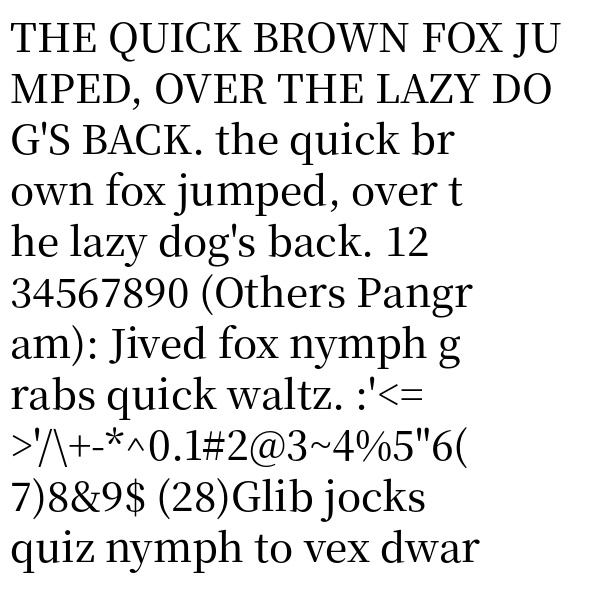 THE QUICK BROWN FOX JU
MPED, OVER THE LAZY DO
G'S BACK. the quick br
own fox jumped, over t
he lazy dog's back. 12
34567890 (Others Pangr
am): Jived fox nymph g
rabs quick waltz. :'<=
>'/\+-*^0.1#2@3~4%5"6(
7)8&9$ (28)Glib jocks
quiz nymph to vex dwar